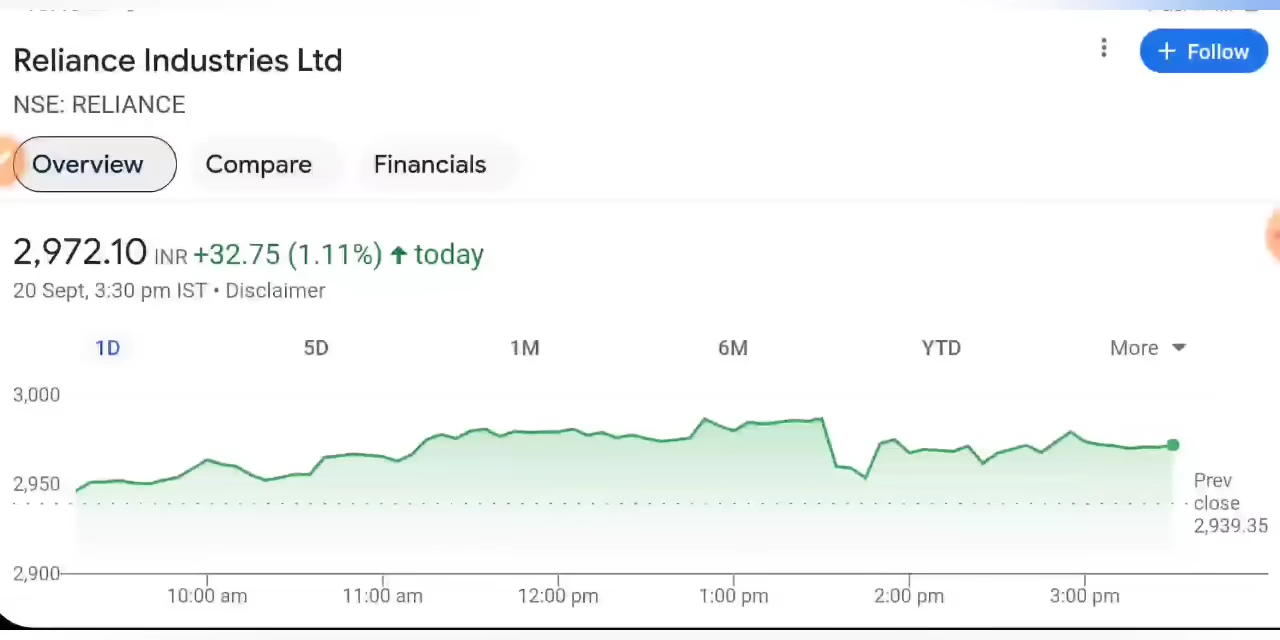 Reliance Industries Ltd
+ Follow
NSE: RELIANCE
Overview
Compare
Financials
2,972.10 INR +32.75 (1.11%) ↑ today
20 Sept, 3:30 pm IST • Disclaimer
1D 5D 1M 6M YTD More
3,000
2,950
2,900
Prev
close
2,939.35
10:00 am 11:00 am 12:00 pm 1:00 pm 2:00 pm 3:00 pm